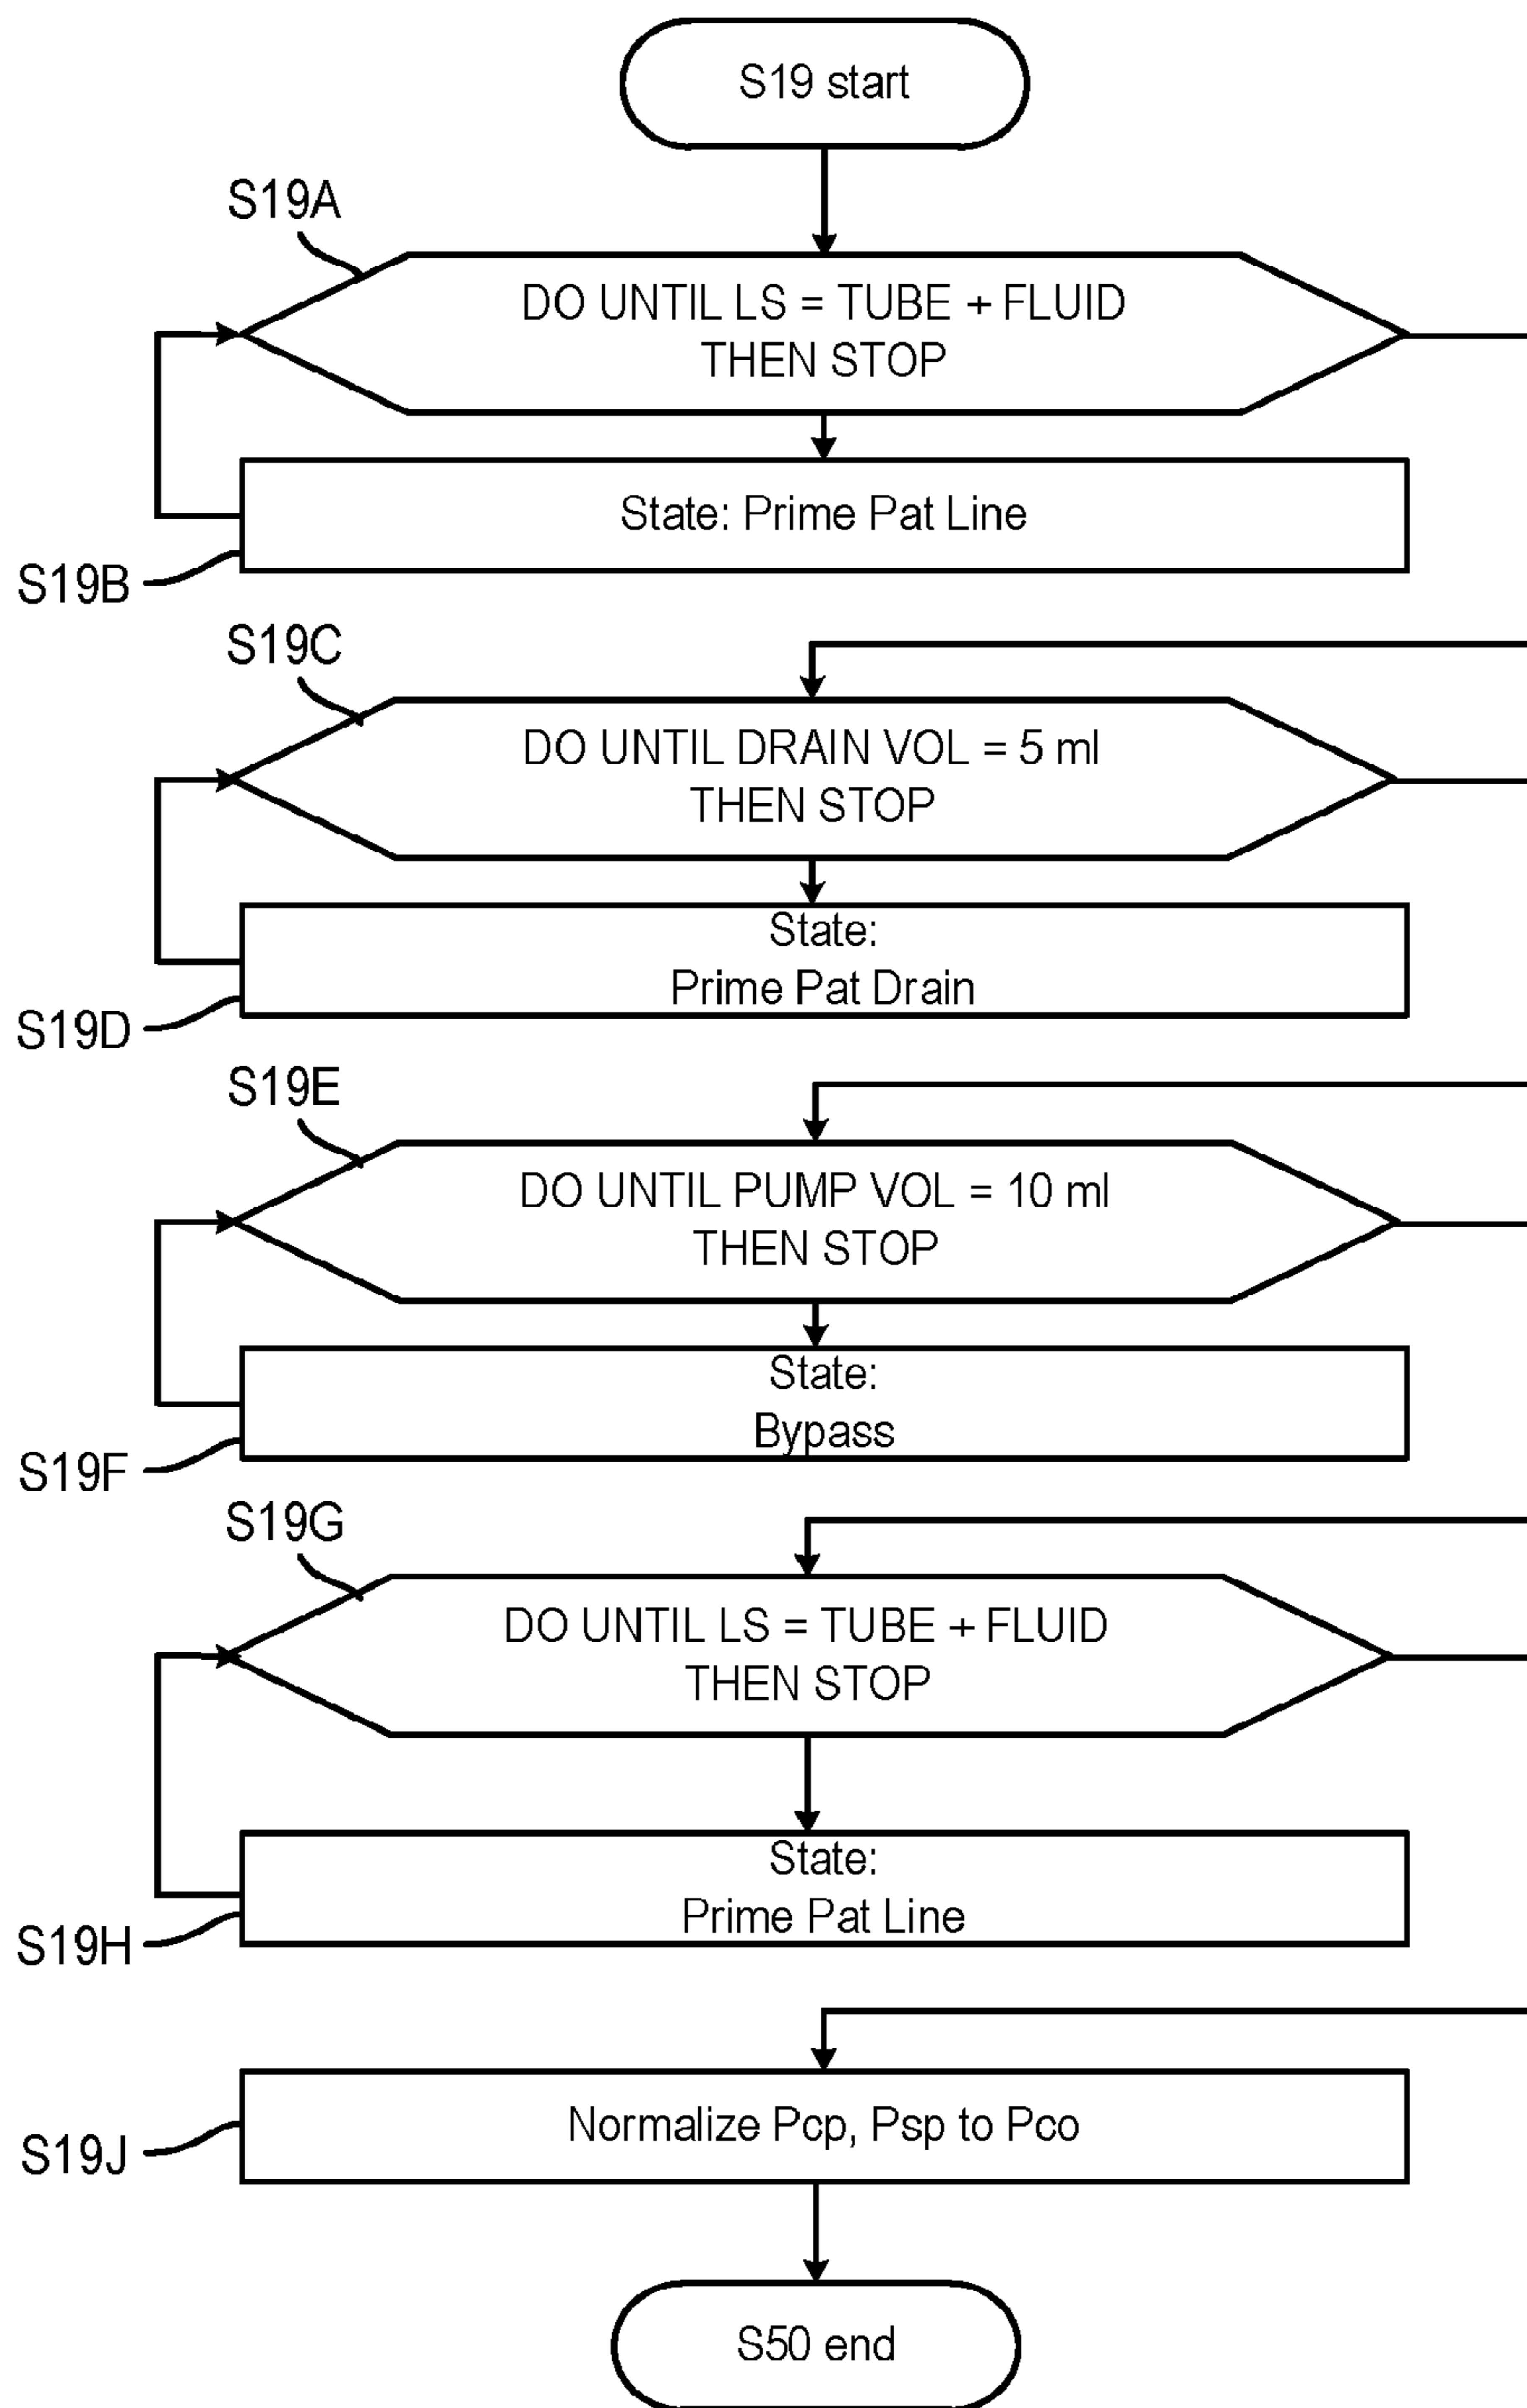 S19 start
S19A
DO UNTIL LS = TUBE + FLUID
THEN STOP
State: Prime Pat Line
S19B
S19C
DO UNTIL DRAIN VOL = 5 ml
THEN STOP
State:
Prime Pat Drain
S19D
S19E
DO UNTIL PUMP VOL = 10 ml
THEN STOP
State:
Bypass
S19F
S19G
DO UNTIL LS = TUBE + FLUID
THEN STOP
State:
Prime Pat Line
S19H
Normalize Pcp, Psp to Pco
S19J
S50 end